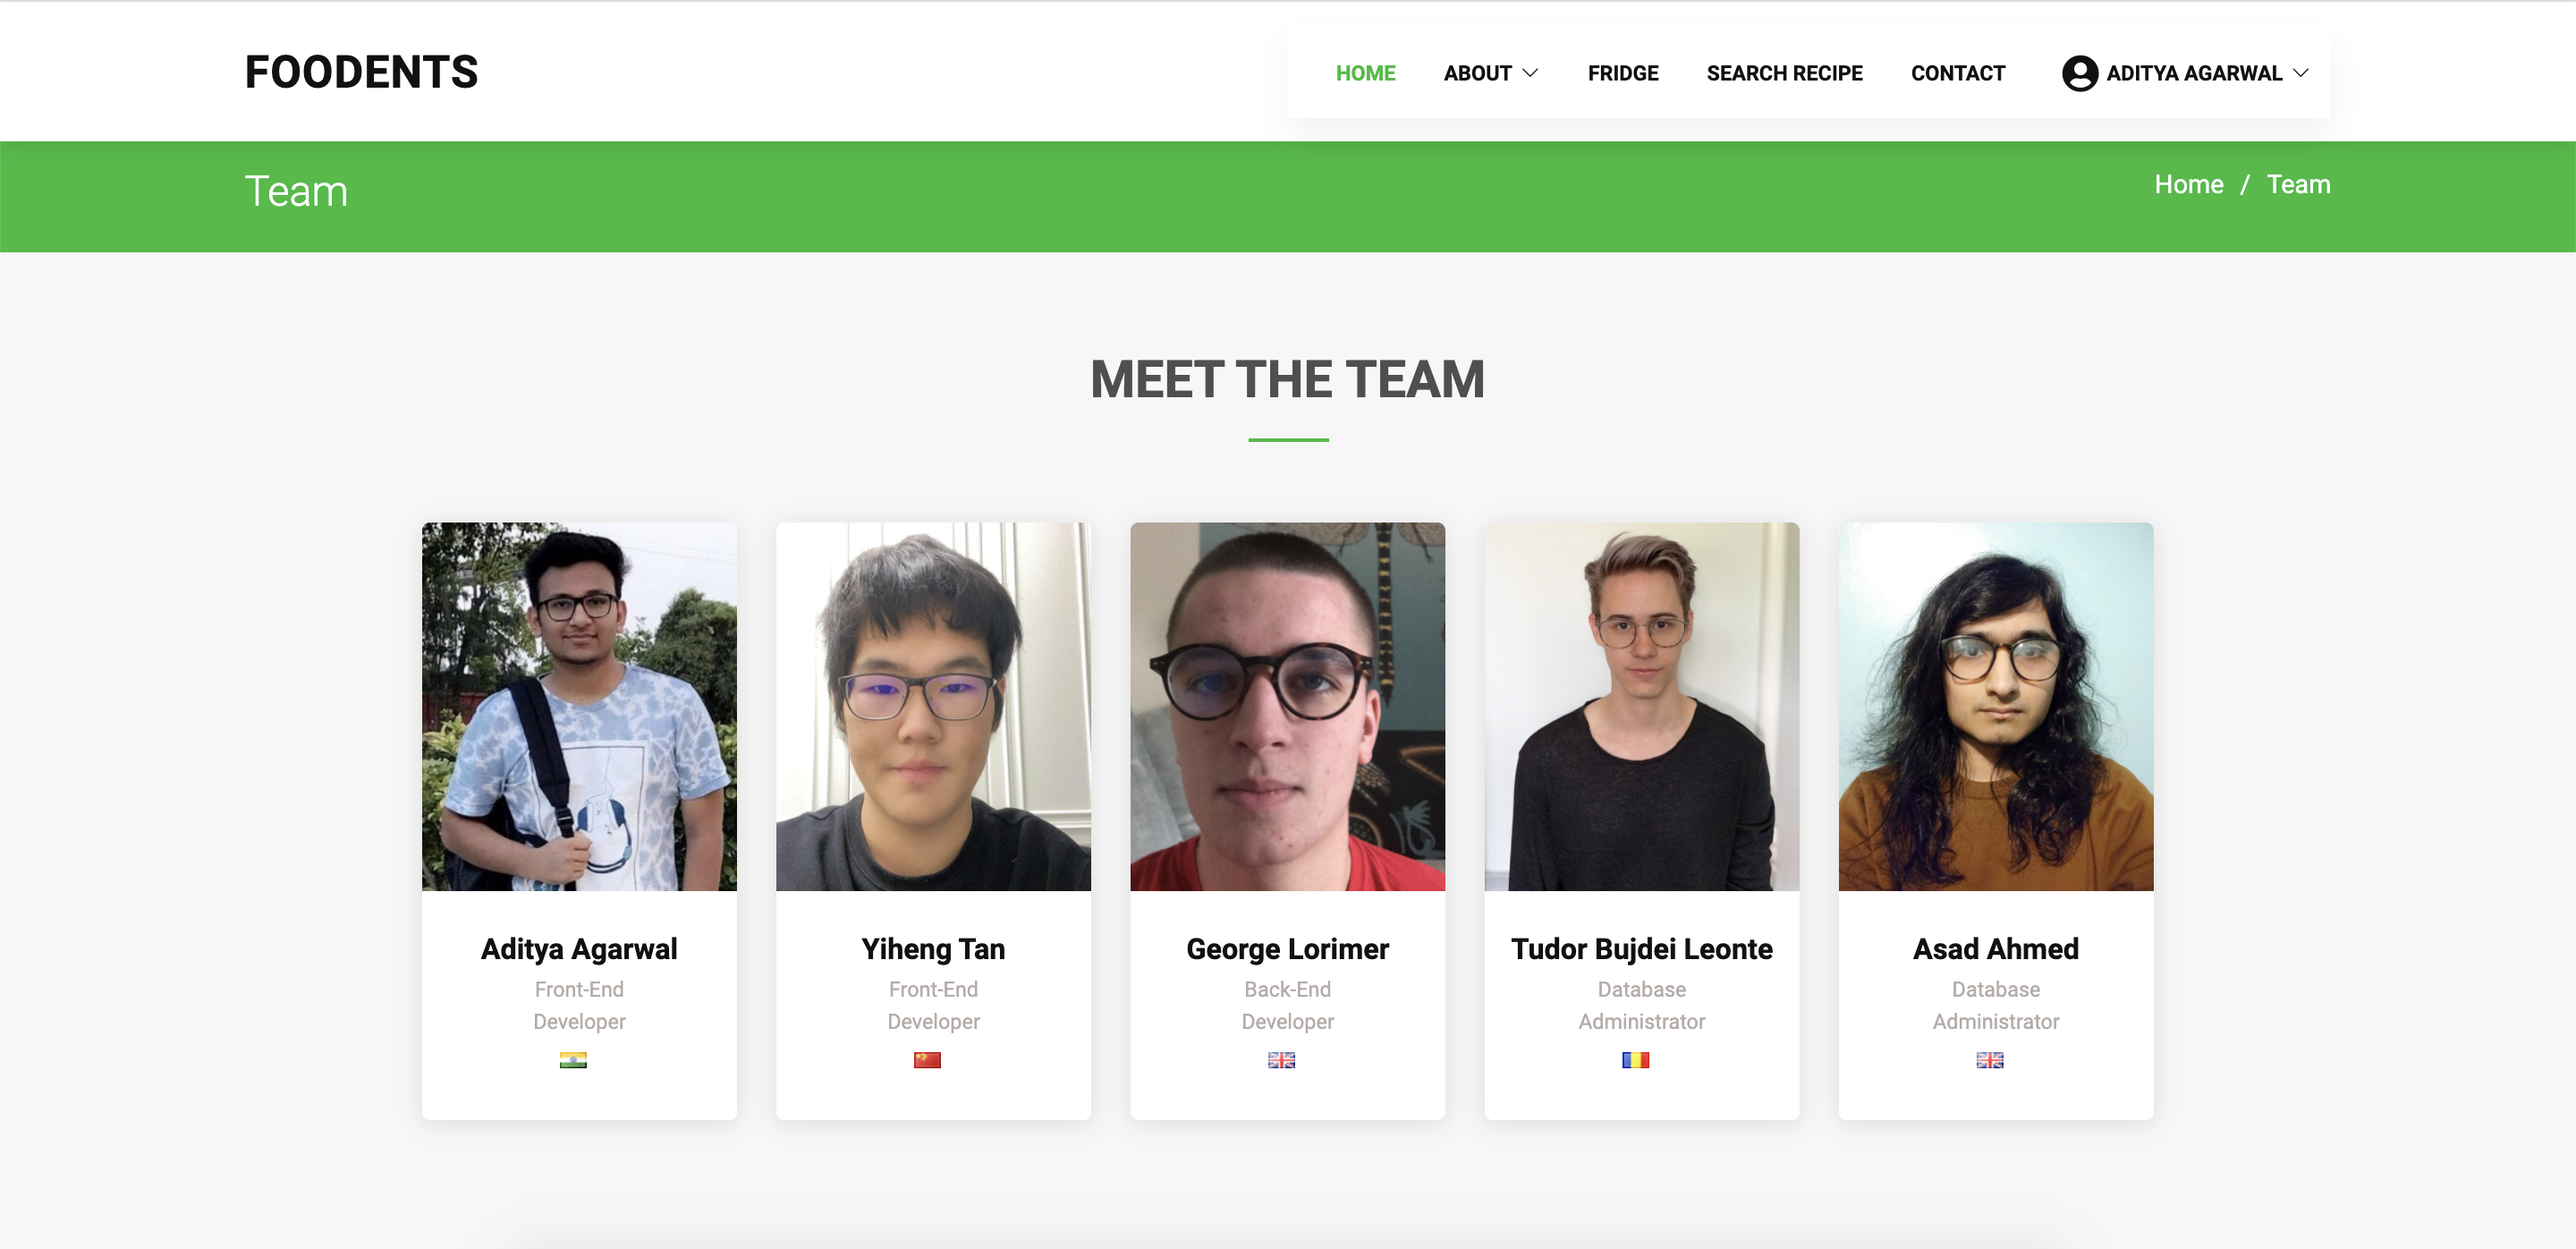 FOODENTS
HOME ABOUT FRIDGE SEARCH RECIPE CONTACT ADITYA AGARWAL
Team
Home / Team
MEET THE TEAM
Aditya Agarwal
Front-End
Developer
Yiheng Tan
Front-End
Developer
George Lorimer
Back-End
Developer
Tudor Bujdei Leonte
Database
Administrator
Asad Ahmed
Database
Administrator